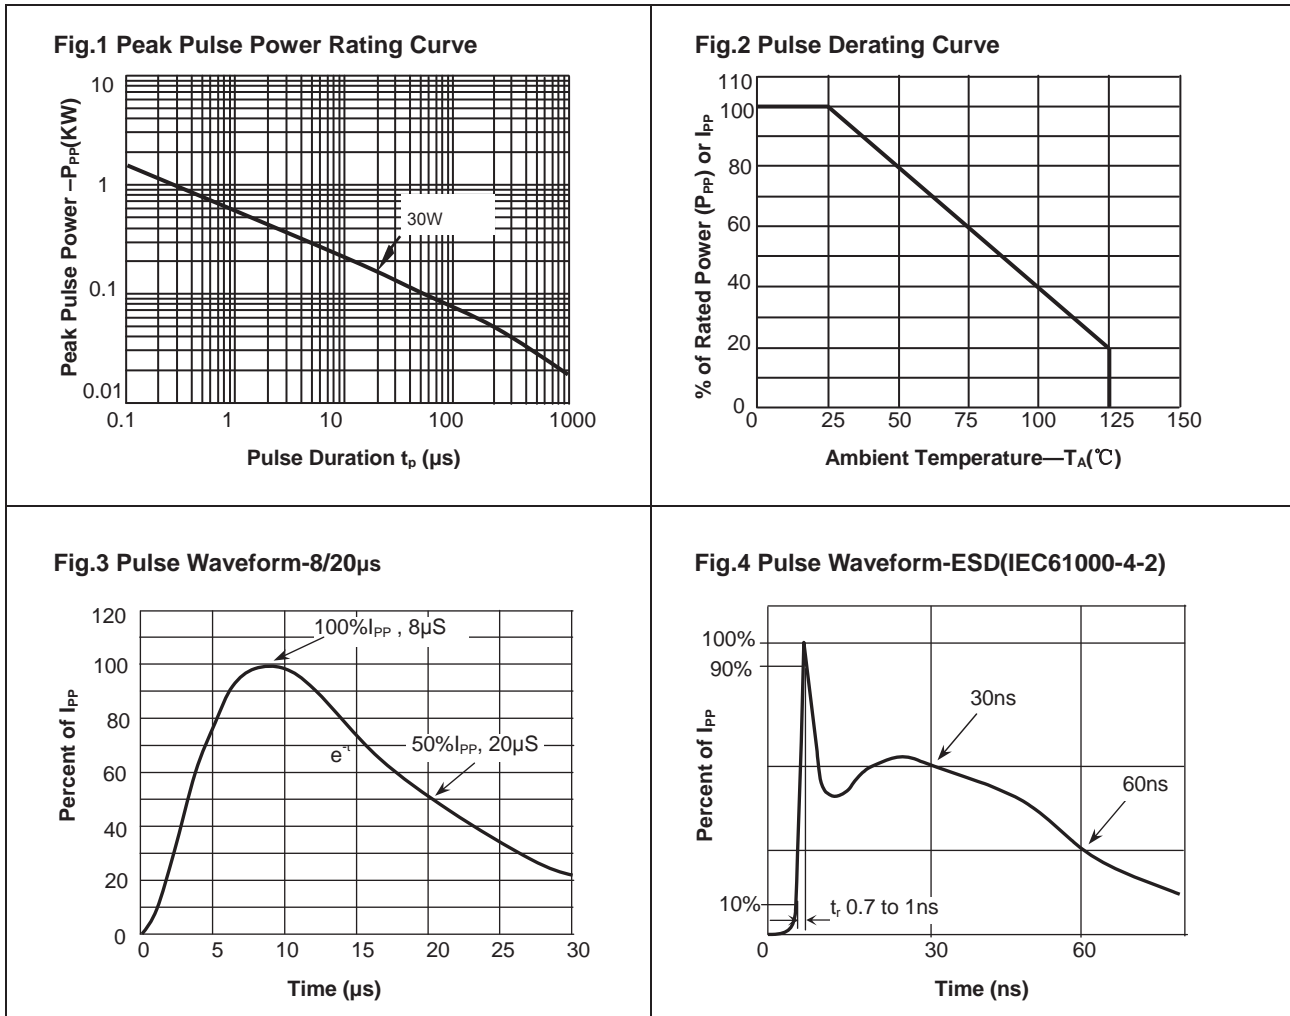 Fig.1 Peak Pulse Power Rating Curve
Peak Pulse Power –PPP(KW)
10
1
0.1
0.01
30W
0.1 1 10 100 1000
Pulse Duration tp (µs)
Fig.2 Pulse Derating Curve
% of Rated Power (PPP) or IPP
110
100
80
60
40
20
0
0 25 50 75 100 125 150
Ambient Temperature—TA(℃)
Fig.3 Pulse Waveform-8/20µs
Percent of IPP
120
100
80
60
40
20
0
100%IPP , 8µS
e-t
50%IPP, 20µS
0 5 10 15 20 25 30
Time (µs)
Fig.4 Pulse Waveform-ESD(IEC61000-4-2)
Percent of IPP
100%
90%
10%
30ns
60ns
tr 0.7 to 1ns
0 30 60
Time (ns)